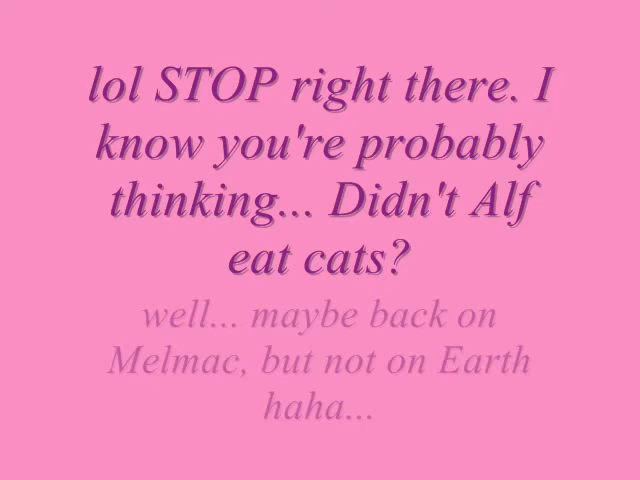 lol STOP right there. I
know you're probably
thinking... Didn't Alf
eat cats?
well... maybe back on
Melmac, but not on Earth
haha...